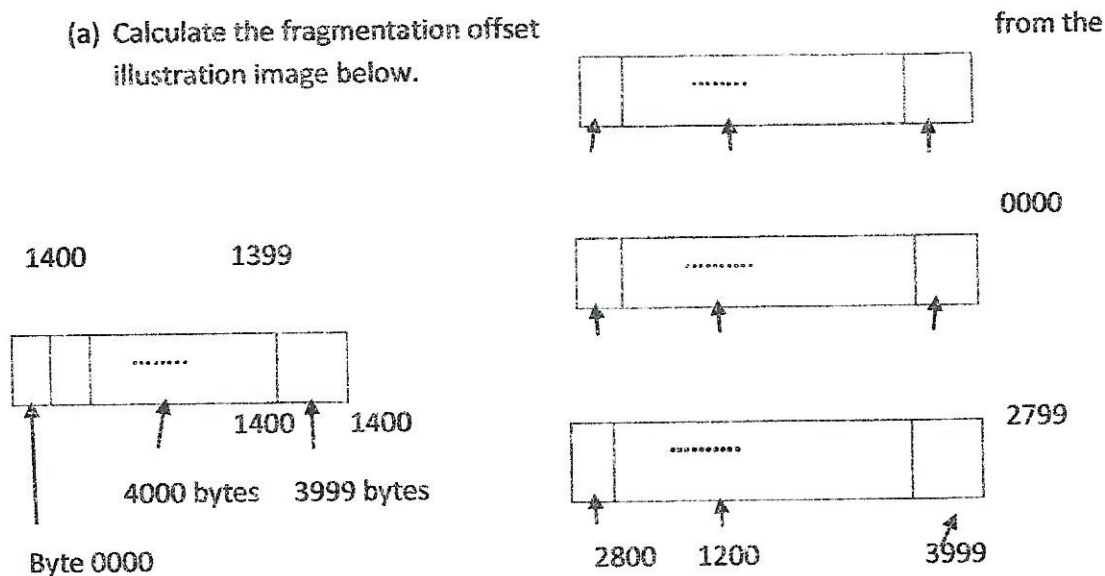 (a) Calculate the fragmentation offset from the
illustration image below.
0000
1400 1399
1400 1400 2799
4000 bytes 3999 bytes
Byte 0000 2800 1200 3999